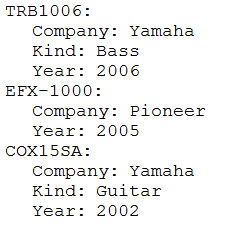 TRB1006:
   Company: Yamaha
   Kind: Bass
   Year: 2006
EFX-1000:
   Company: Pioneer
   Year: 2005
COX15SA:
   Company: Yamaha
   Kind: Guitar
   Year: 2002